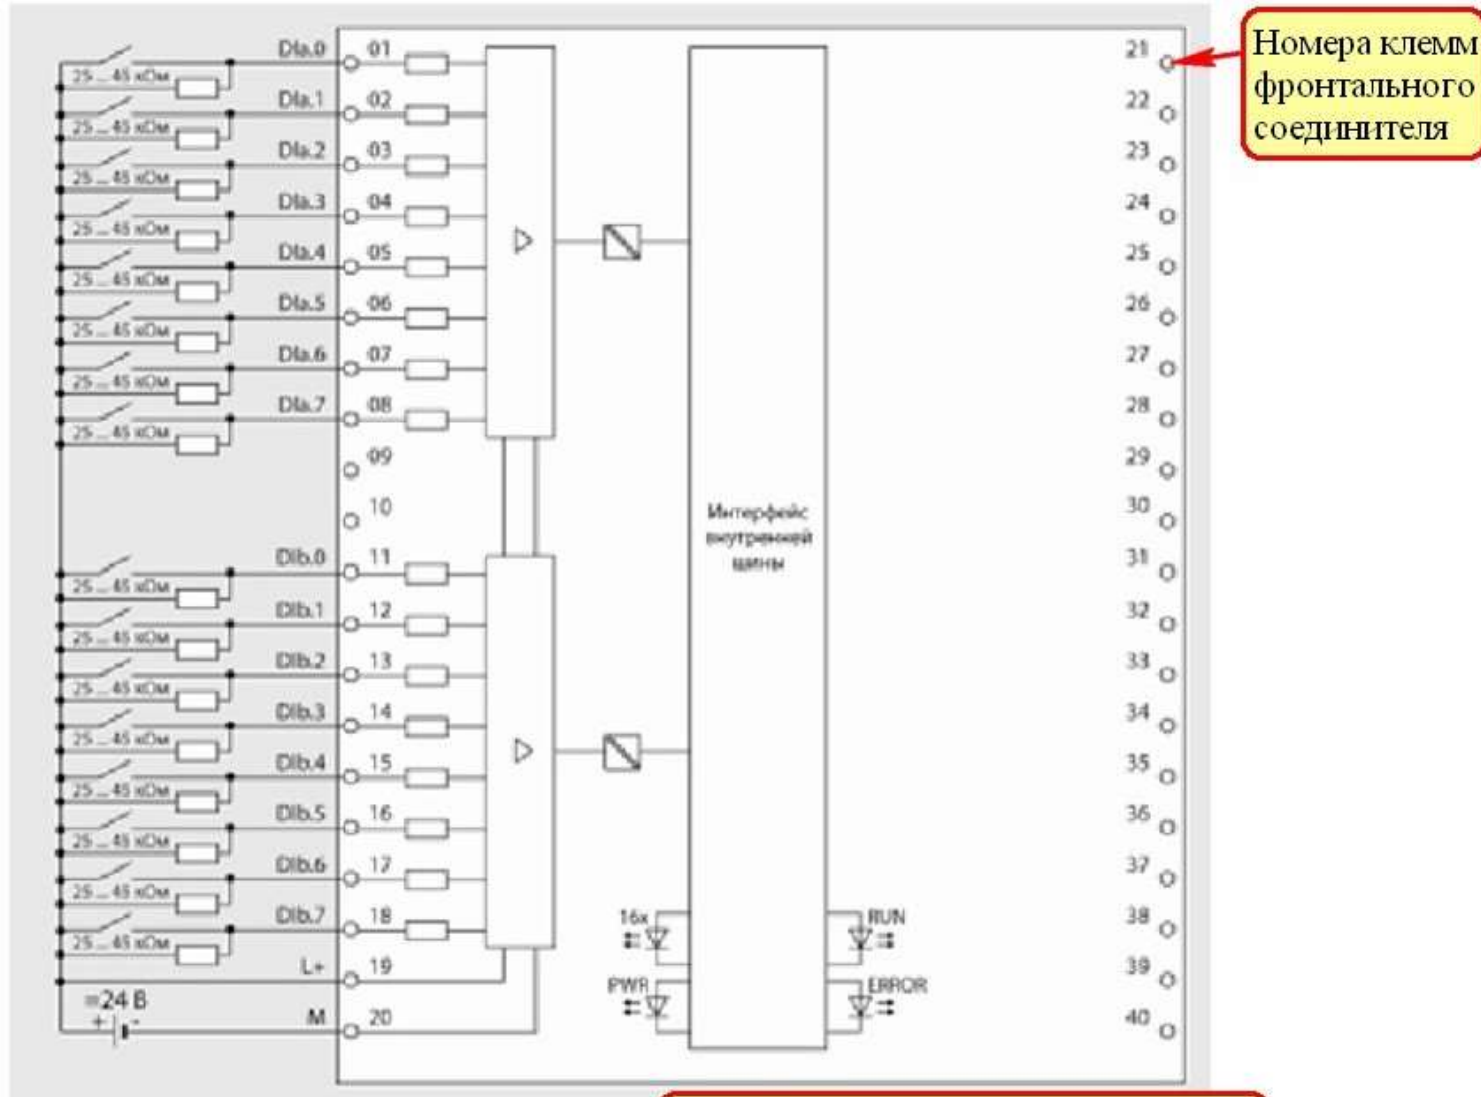 DIa.0 01
25 ... 45 кОм
DIa.1 02
25 ... 45 кОм
DIa.2 03
25 ... 45 кОм
DIa.3 04
25 ... 45 кОм
DIa.4 05
25 ... 45 кОм
DIa.5 06
25 ... 45 кОм
DIa.6 07
25 ... 45 кОм
DIa.7 08
25 ... 45 кОм
09
10
DIb.0 11
25 ... 45 кОм
DIb.1 12
25 ... 45 кОм
DIb.2 13
25 ... 45 кОм
DIb.3 14
25 ... 45 кОм
DIb.4 15
25 ... 45 кОм
DIb.5 16
25 ... 45 кОм
DIb.6 17
25 ... 45 кОм
DIb.7 18
25 ... 45 кОм
L+ 19
=24 В
+ -
M 20
Интерфейс
внутренней
шины
16x
PWR
RUN
ERROR
21
22
23
24
25
26
27
28
29
30
31
32
33
34
35
36
37
38
39
40
Номера клемм
фронтального
соединителя